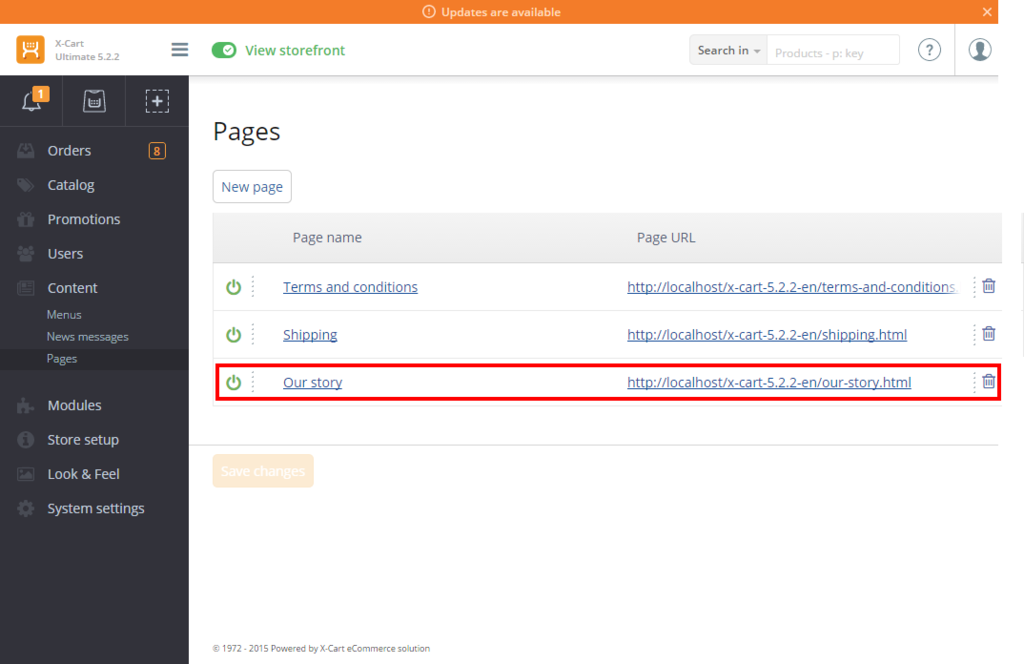 Updates are available
X-Cart
Ultimate 5.2.2
View storefront
Search in
Products - p: key
?
1
Orders 8
Catalog
Promotions
Users
Content
Menus
News messages
Pages
Modules
Store setup
Look & Feel
System settings
Pages
New page
Page name Page URL
Terms and conditions http://localhost/x-cart-5.2.2-en/terms-and-conditions.
Shipping http://localhost/x-cart-5.2.2-en/shipping.html
Our story http://localhost/x-cart-5.2.2-en/our-story.html
Save changes
© 1972 - 2015 Powered by X-Cart eCommerce solution